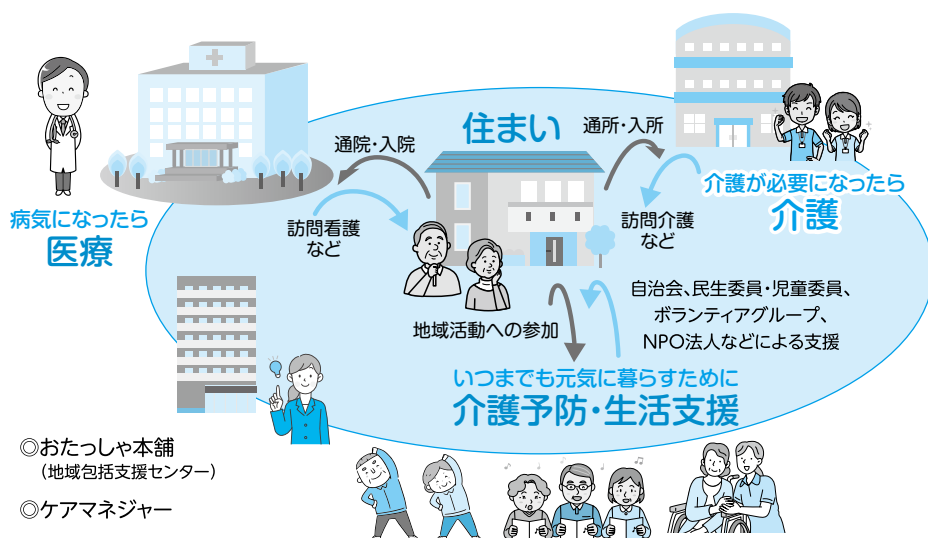 住まい
通院・入院
通所・入所
病気になったら
医療
訪問看護
など
訪問介護
など
介護が必要になったら
介護
地域活動への参加
自治会、民生委員・児童委員、
ボランティアグループ、
NPO法人などによる支援
いつまでも元気に暮らすために
介護予防・生活支援
◎おたっしゃ本舗
（地域包括支援センター）
◎ケアマネジャー